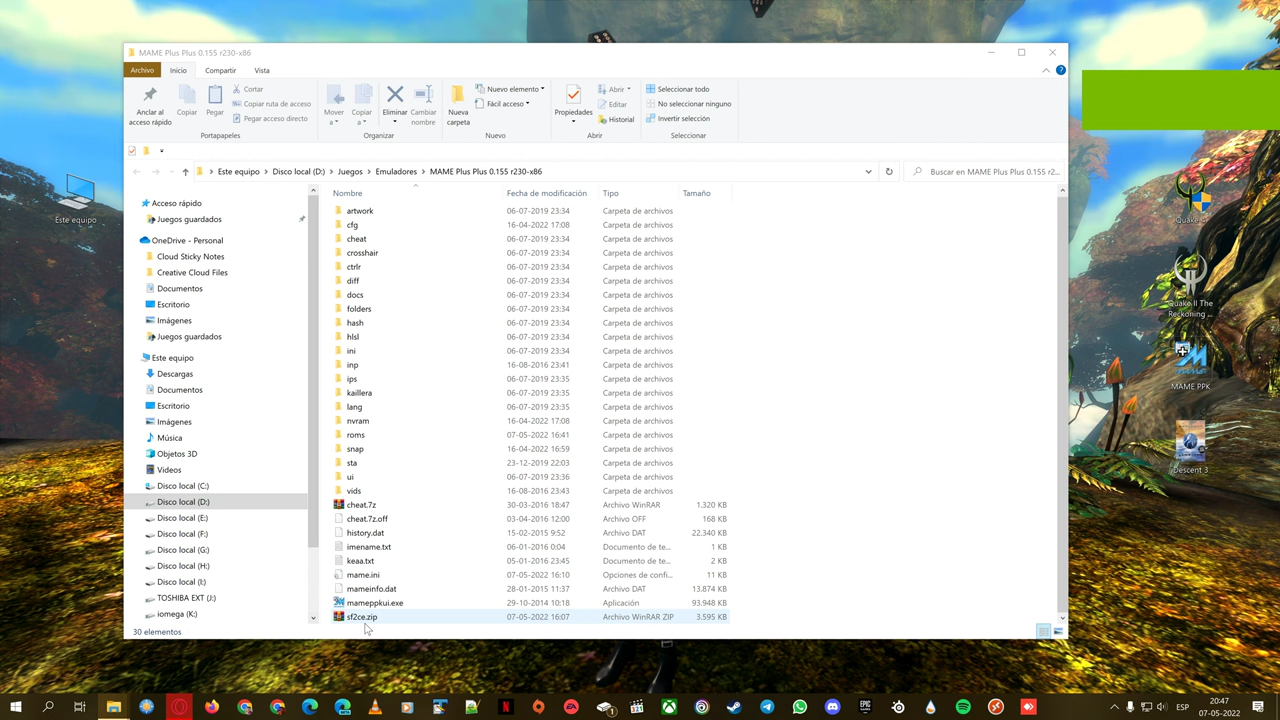 MAME Plus Plus 0.155 r230-x86
Archivo Inicio Compartir Vista
Anclar al acceso rápido
Copiar
Pegar
Cortar
Copiar ruta de acceso
Pegar acceso directo
Portapapeles
Mover a
Copiar a
Eliminar
Cambiar nombre
Organizar
Nueva carpeta
Nuevo elemento
Fácil acceso
Nuevo
Propiedades
Abrir
Editar
Historial
Abrir
Seleccionar todo
No seleccionar ninguno
Invertir selección
Seleccionar
Este equipo > Disco local (D:) > Juegos > Emuladores > MAME Plus Plus 0.155 r230-x86
Buscar en MAME Plus Plus 0.155 r2...
Acceso rápido
Juegos guardados
OneDrive - Personal
Cloud Sticky Notes
Creative Cloud Files
Documentos
Escritorio
Imágenes
Juegos guardados
Este equipo
Descargas
Documentos
Escritorio
Imágenes
Música
Objetos 3D
Videos
Disco local (C:)
Disco local (D:)
Disco local (E:)
Disco local (F:)
Disco local (G:)
Disco local (H:)
Disco local (I:)
TOSHIBA EXT (J:)
iomega (K:)
Nombre Fecha de modificación Tipo Tamaño
artwork 06-07-2019 23:34 Carpeta de archivos
cfg 16-04-2022 17:08 Carpeta de archivos
cheat 06-07-2019 23:34 Carpeta de archivos
crosshair 06-07-2019 23:34 Carpeta de archivos
ctrlr 06-07-2019 23:34 Carpeta de archivos
diff 06-07-2019 23:34 Carpeta de archivos
docs 06-07-2019 23:34 Carpeta de archivos
folders 06-07-2019 23:34 Carpeta de archivos
hash 06-07-2019 23:34 Carpeta de archivos
hlsl 06-07-2019 23:34 Carpeta de archivos
ini 06-07-2019 23:34 Carpeta de archivos
inp 16-08-2016 23:41 Carpeta de archivos
ips 06-07-2019 23:35 Carpeta de archivos
kaillera 06-07-2019 23:35 Carpeta de archivos
lang 06-07-2019 23:35 Carpeta de archivos
nvram 16-04-2022 17:08 Carpeta de archivos
roms 07-05-2022 16:41 Carpeta de archivos
snap 16-04-2022 16:59 Carpeta de archivos
sta 23-12-2019 22:03 Carpeta de archivos
ui 06-07-2019 23:36 Carpeta de archivos
vids 16-08-2016 23:43 Carpeta de archivos
cheat.7z 30-03-2016 18:47 Archivo WinRAR 1.320 KB
cheat.7z.off 03-04-2016 12:00 Archivo OFF 168 KB
history.dat 15-02-2015 9:52 Archivo DAT 22.340 KB
imename.txt 06-01-2016 0:04 Documento de te... 1 KB
keaa.txt 05-01-2016 23:45 Documento de te... 2 KB
mame.ini 07-05-2022 16:10 Opciones de confi... 11 KB
mameinfo.dat 28-01-2015 11:37 Archivo DAT 13.874 KB
mameppkui.exe 29-10-2014 10:18 Aplicación 93.948 KB
sf2ce.zip 07-05-2022 16:07 Archivo WinRAR ZIP 3.595 KB
30 elementos
Este equipo
Quake 4
Quake II The Reckoning ...
MAME PPK
Descent 3
ESP
20:47
07-05-2022